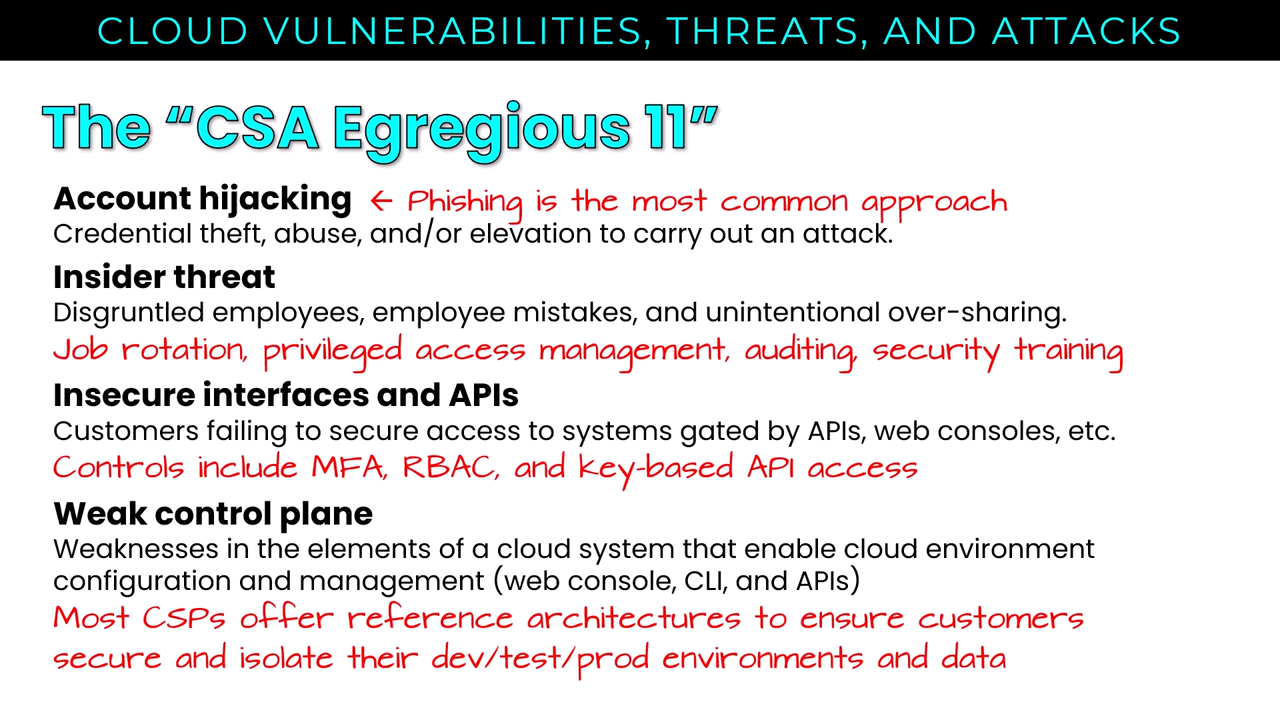 CLOUD VULNERABILITIES, THREATS, AND ATTACKS
The “CSA Egregious 11”
Account hijacking ← Phishing is the most common approach
Credential theft, abuse, and/or elevation to carry out an attack.
Insider threat
Disgruntled employees, employee mistakes, and unintentional over-sharing.
Job rotation, privileged access management, auditing, security training
Insecure interfaces and APIs
Customers failing to secure access to systems gated by APIs, web consoles, etc.
Controls include MFA, RBAC, and key-based API access
Weak control plane
Weaknesses in the elements of a cloud system that enable cloud environment
configuration and management (web console, CLI, and APIs)
Most CSPs offer reference architectures to ensure customers
secure and isolate their dev/test/prod environments and data